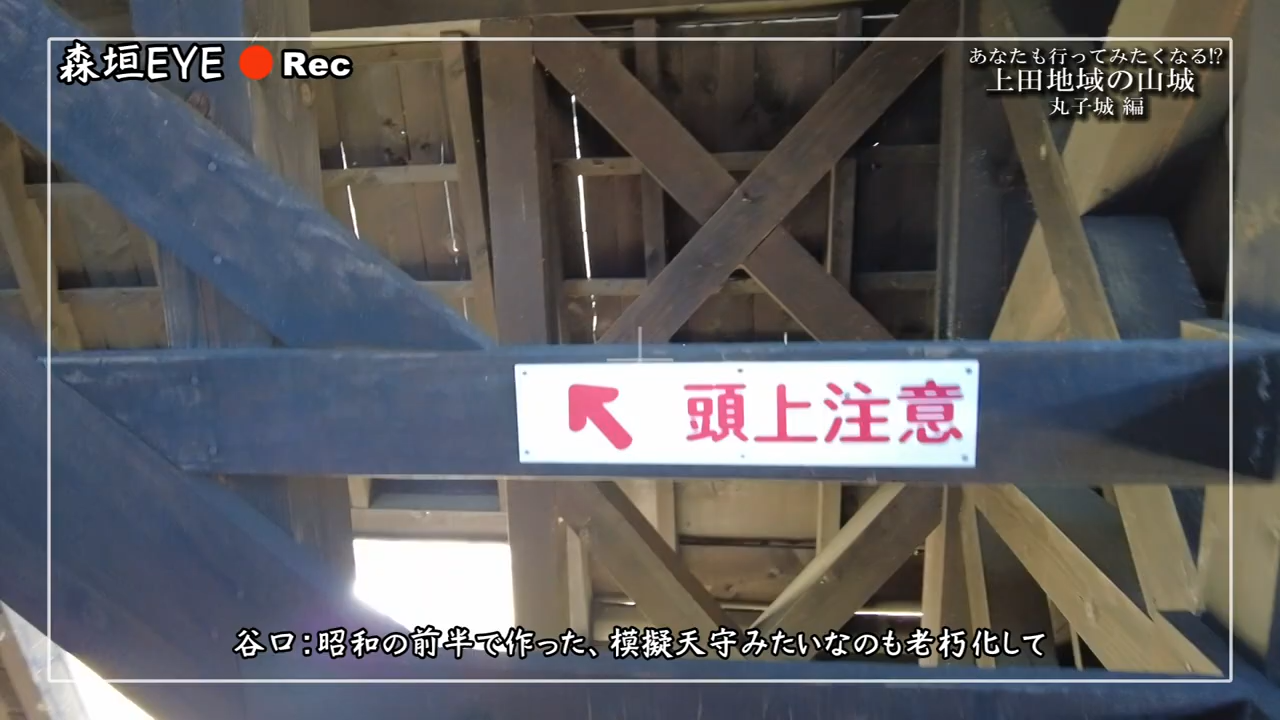 森垣EYE Rec
あなたも行ってみたくなる!?
上田地域の山城
丸子城 編
頭上注意
谷口:昭和の前半で作った、模擬天守みたいなのも老朽化して